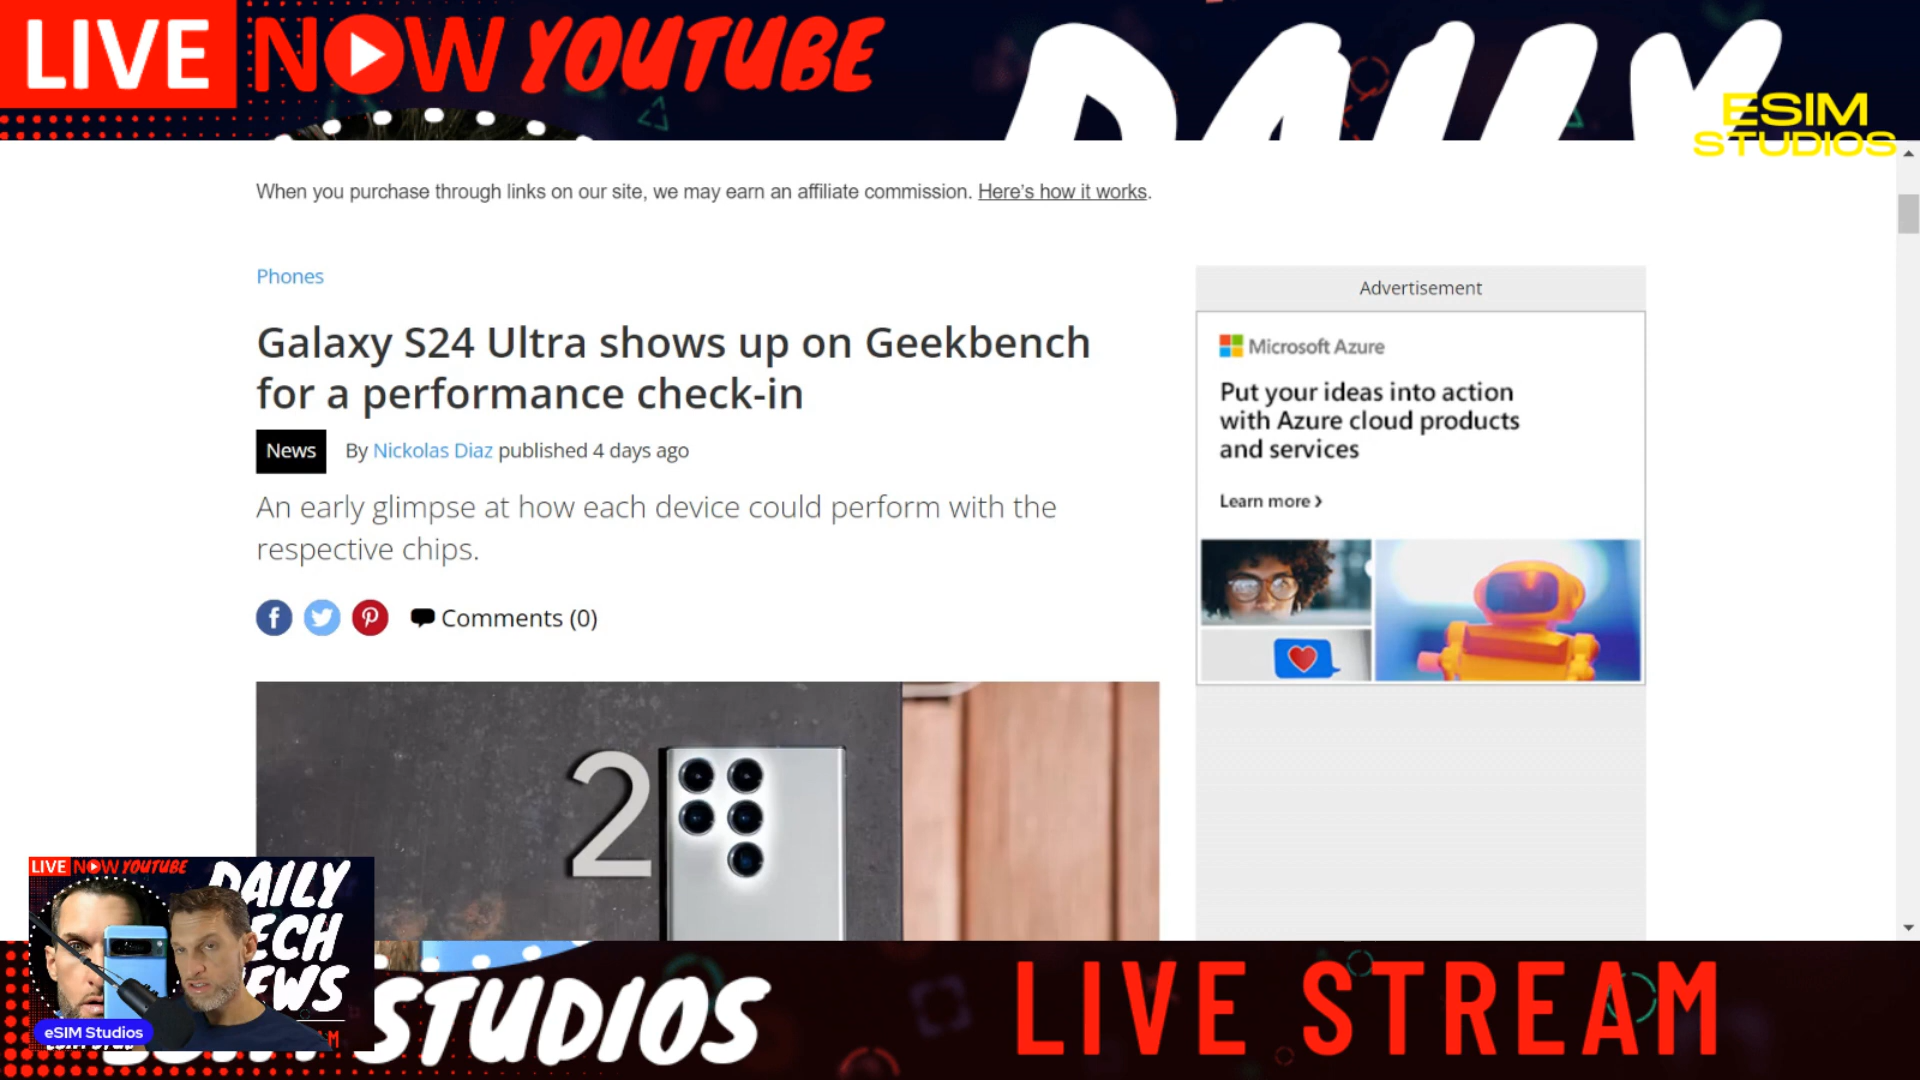 LIVE NOW YOUTUBE
DAILY
ESIM
STUDIOS
When you purchase through links on our site, we may earn an affiliate commission. Here's how it works.
Phones
Galaxy S24 Ultra shows up on Geekbench
for a performance check-in
News By Nickolas Diaz published 4 days ago
An early glimpse at how each device could perform with the
respective chips.
f Comments (0)
Advertisement
Microsoft Azure
Put your ideas into action
with Azure cloud products
and services
Learn more ›
2
LIVE NOW YOUTUBE
DAILY
TECH
NEWS
eSIM Studios
STUDIOS
LIVE STREAM